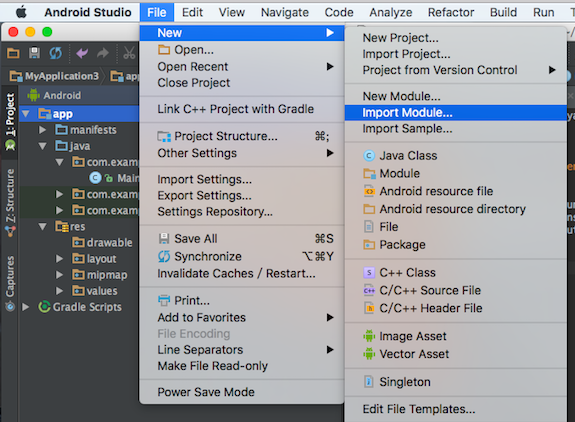 Android Studio File Edit View Navigate Code Analyze Refactor Build Run
MyApplication3
Android
app
manifests
java
com.examp
Main
com.examp
com.examp
res
drawable
layout
mipmap
values
Gradle Scripts
1: Project
Z: Structure
Captures
New
Open...
Open Recent
Close Project
Link C++ Project with Gradle
Project Structure... ⌘;
Other Settings
Import Settings...
Export Settings...
Settings Repository...
Save All ⌘S
Synchronize ⌥⌘Y
Invalidate Caches / Restart...
Print...
Add to Favorites
File Encoding
Line Separators
Make File Read-only
Power Save Mode
New Project...
Import Project...
Project from Version Control
New Module...
Import Module...
Import Sample...
Java Class
Module
Android resource file
Android resource directory
File
Package
C++ Class
C/C++ Source File
C/C++ Header File
Image Asset
Vector Asset
Singleton
Edit File Templates...